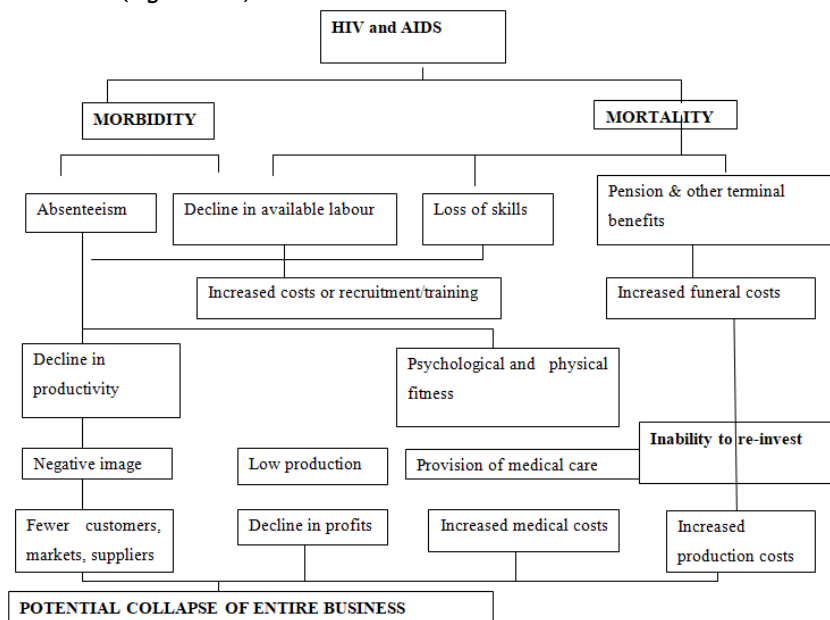 HIV and AIDS
MORBIDITY
MORTALITY
Absenteeism
Decline in available labour
Loss of skills
Pension & other terminal
benefits
Increased costs or recruitment/training
Increased funeral costs
Decline in
productivity
Psychological and physical
fitness
Inability to re-invest
Negative image
Low production
Provision of medical care
Fewer customers,
markets, suppliers
Decline in profits
Increased medical costs
Increased
production costs
POTENTIAL COLLAPSE OF ENTIRE BUSINESS